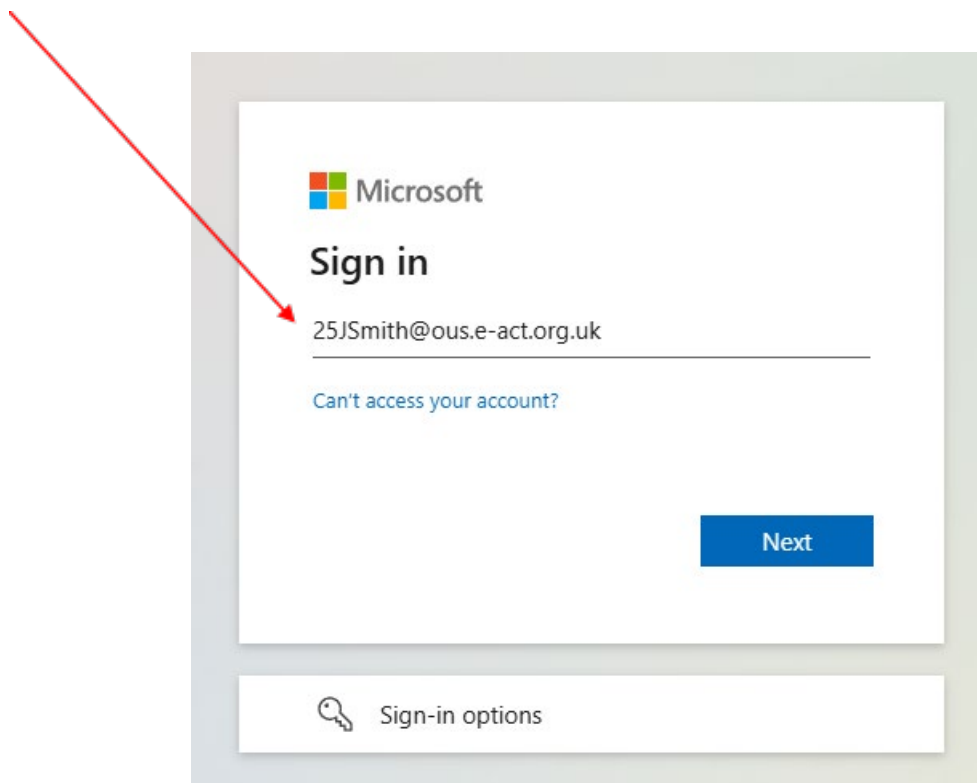 Microsoft
Sign in
25JSmith@ous.e-act.org.uk
Can't access your account?
Next
Sign-in options